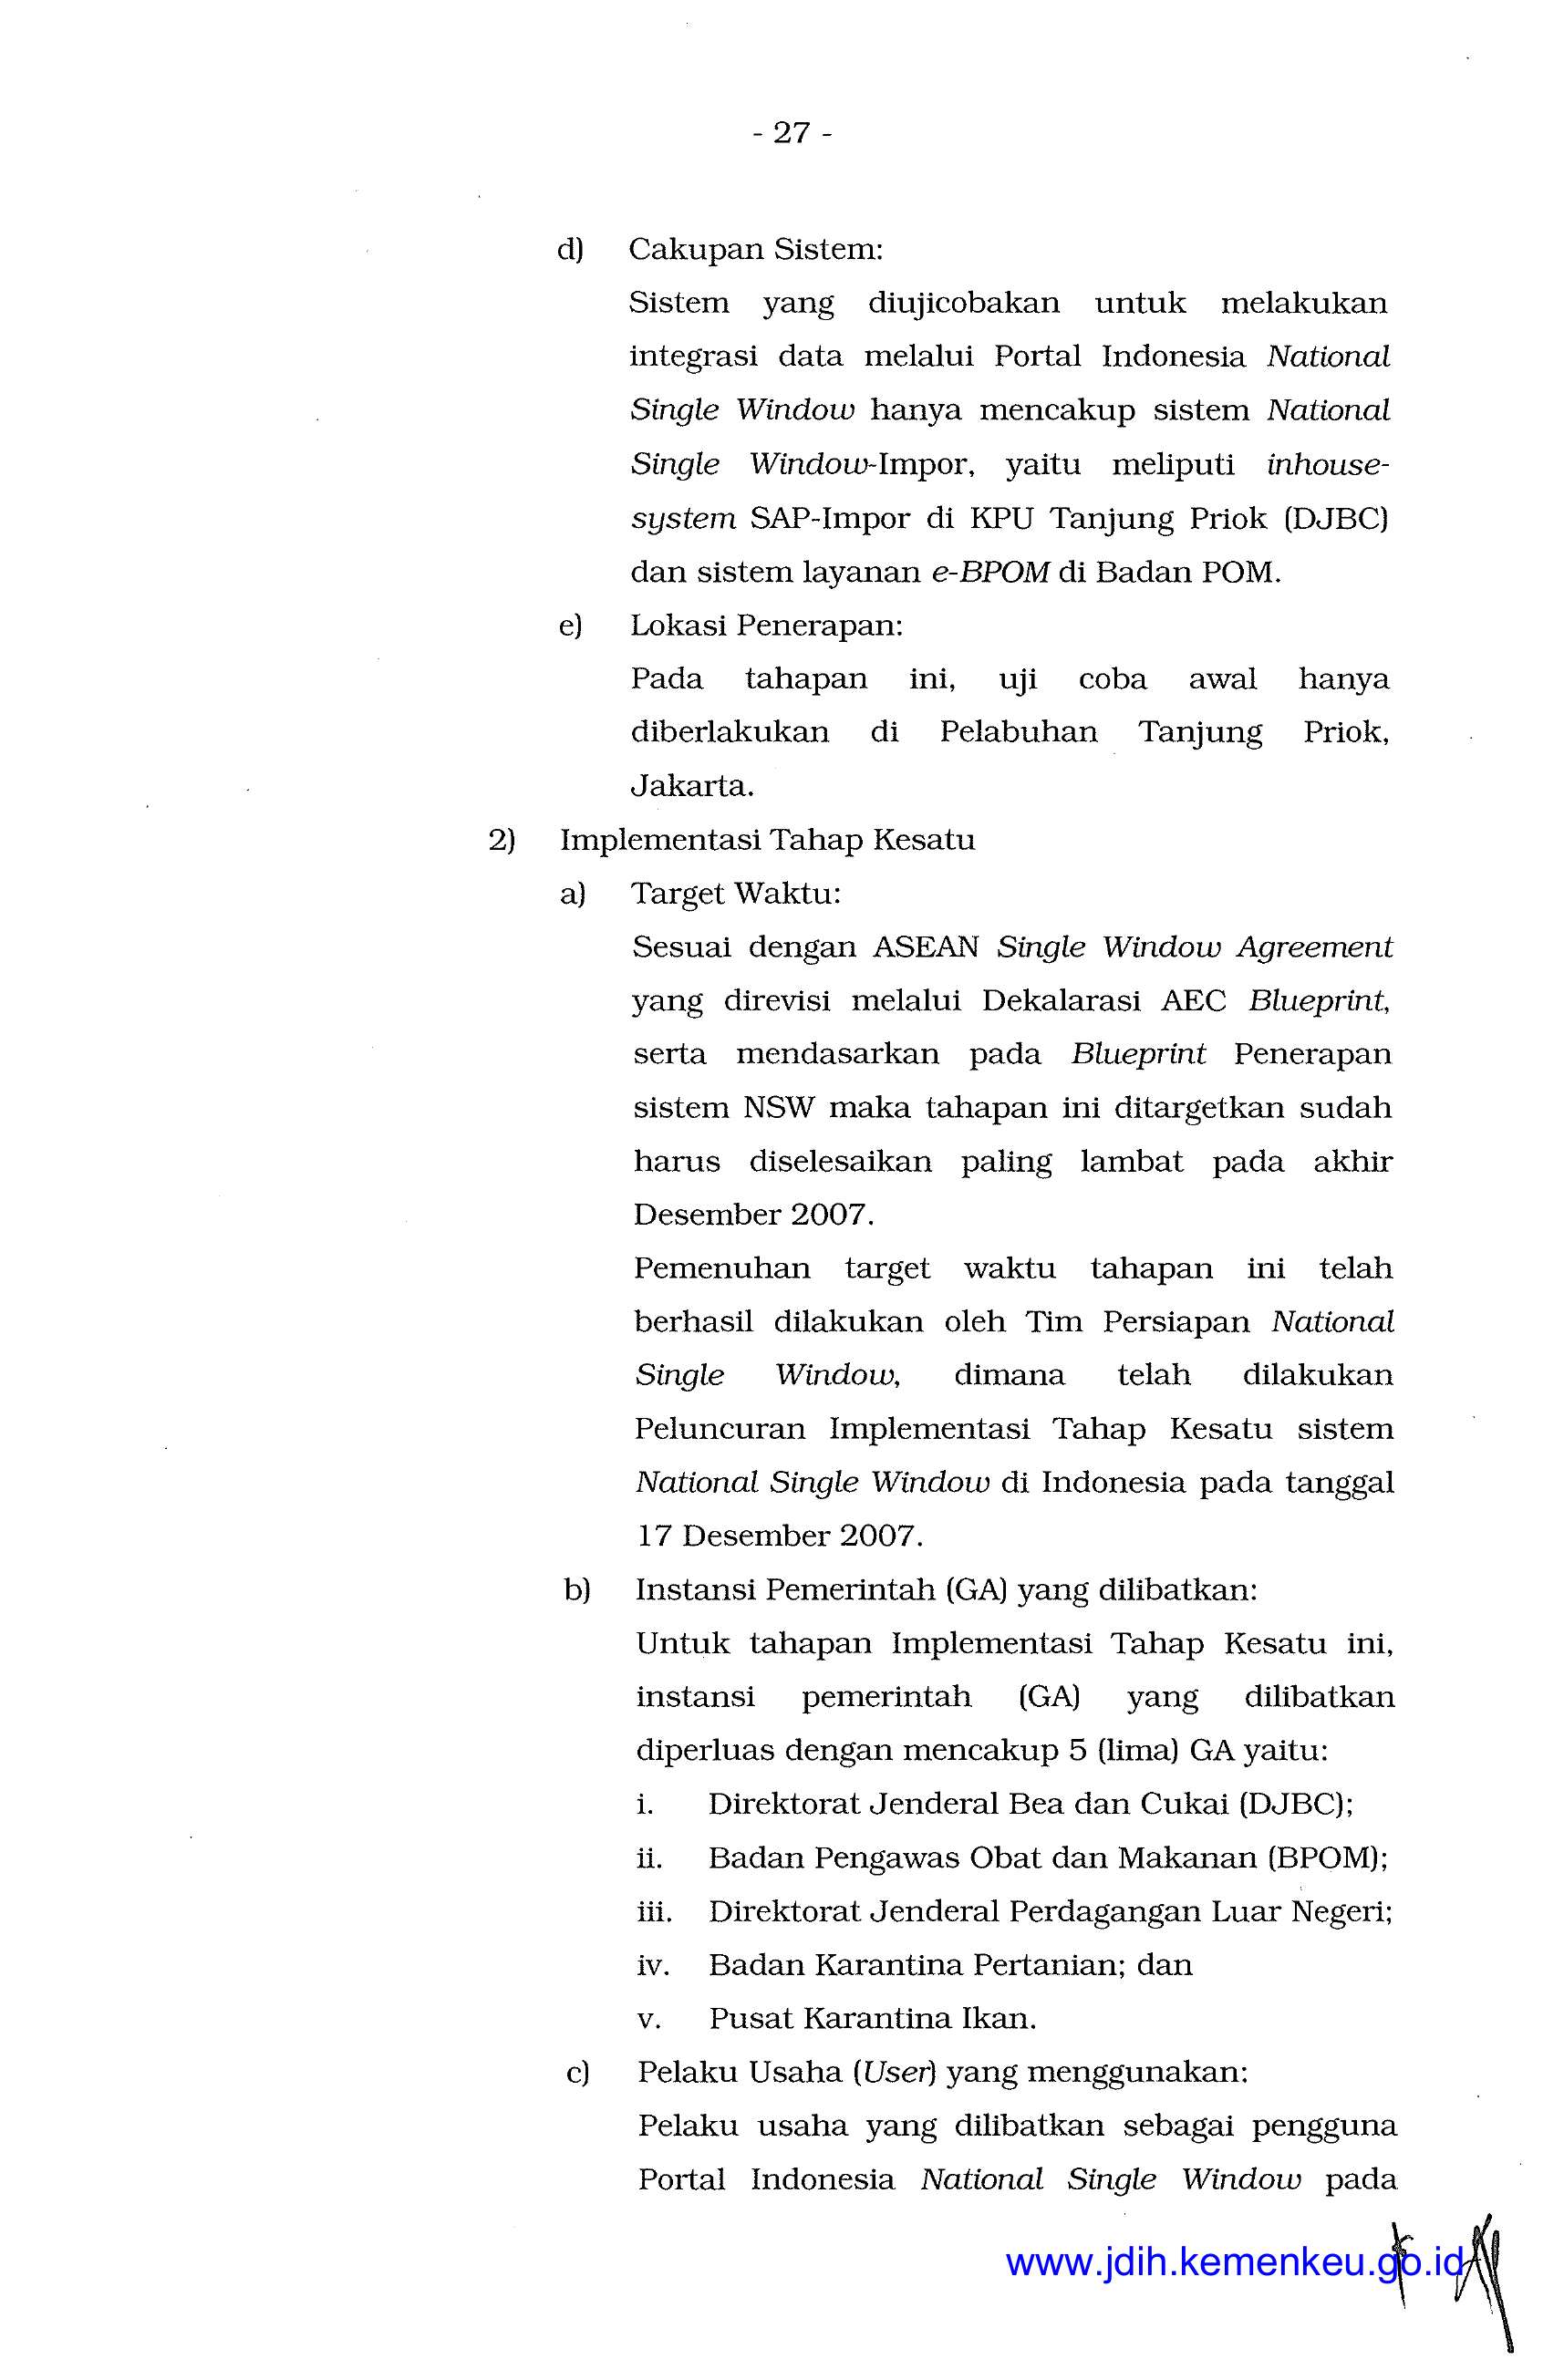 - 27 -
d) Cakupan Sistem:
Sistem yang diujicobakan untuk melakukan
integrasi data melalui Portal Indonesia National
Single Window hanya mencakup sistem National
Single Window-Impor, yaitu meliputi inhouse-
system SAP-Impor di KPU Tanjung Priok (DJBC)
dan sistem layanan e-BPOM di Badan POM.
e) Lokasi Penerapan:
Pada tahapan ini, uji coba awal hanya
diberlakukan di Pelabuhan Tanjung Priok,
Jakarta.
2) Implementasi Tahap Kesatu
a) Target Waktu:
Sesuai dengan ASEAN Single Window Agreement
yang direvisi melalui Dekalarasi AEC Blueprint,
serta mendasarkan pada Blueprint Penerapan
sistem NSW maka tahapan ini ditargetkan sudah
harus diselesaikan paling lambat pada akhir
Desember 2007.
Pemenuhan target waktu tahapan ini telah
berhasil dilakukan oleh Tim Persiapan National
Single Window, dimana telah dilakukan
Peluncuran Implementasi Tahap Kesatu sistem
National Single Window di Indonesia pada tanggal
17 Desember 2007.
b) Instansi Pemerintah (GA) yang dilibatkan:
Untuk tahapan Implementasi Tahap Kesatu ini,
instansi pemerintah (GA) yang dilibatkan
diperluas dengan mencakup 5 (lima) GA yaitu:
i. Direktorat Jenderal Bea dan Cukai (DJBC);
ii. Badan Pengawas Obat dan Makanan (BPOM);
iii. Direktorat Jenderal Perdagangan Luar Negeri;
iv. Badan Karantina Pertanian; dan
v. Pusat Karantina Ikan.
c) Pelaku Usaha (User) yang menggunakan:
Pelaku usaha yang dilibatkan sebagai pengguna
Portal Indonesia National Single Window pada
www.jdih.kemenkeu.go.id